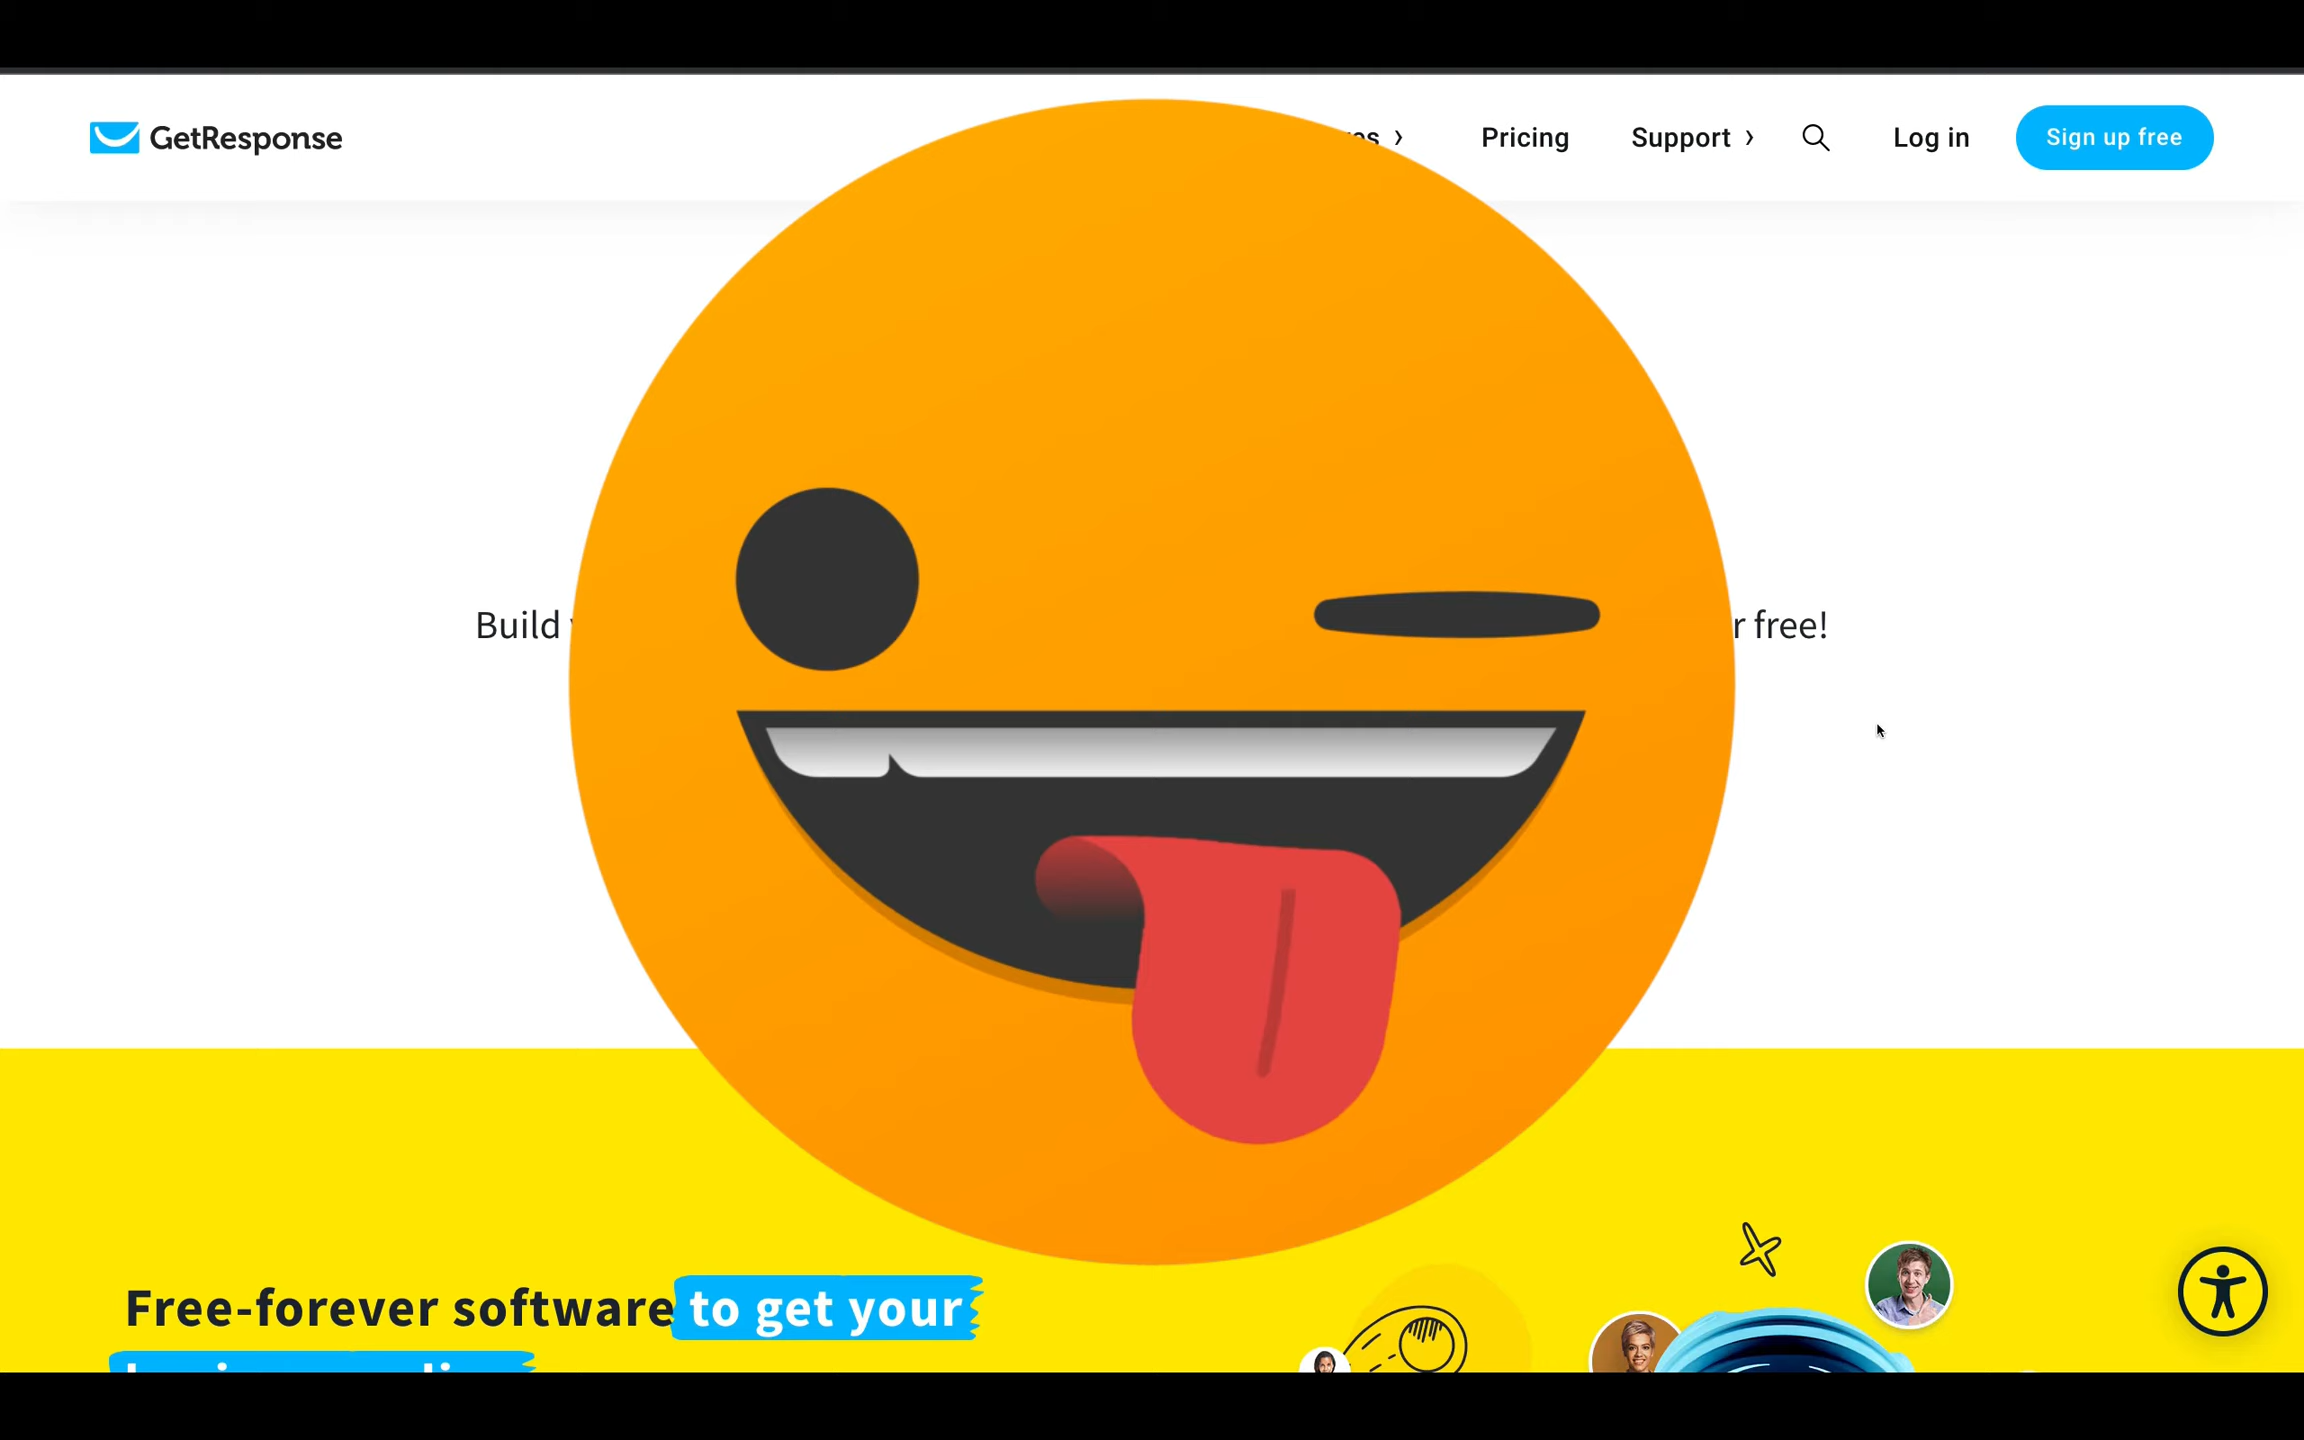 GetResponse
Pricing
Support
Log in
Sign up free
Build
free!
Free-forever software to get your